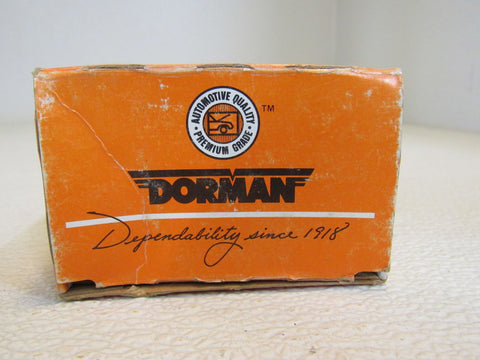 AUTOMOTIVE QUALITY
• PREMIUM GRADE •
TM
DORMAN
Dependability since 1918